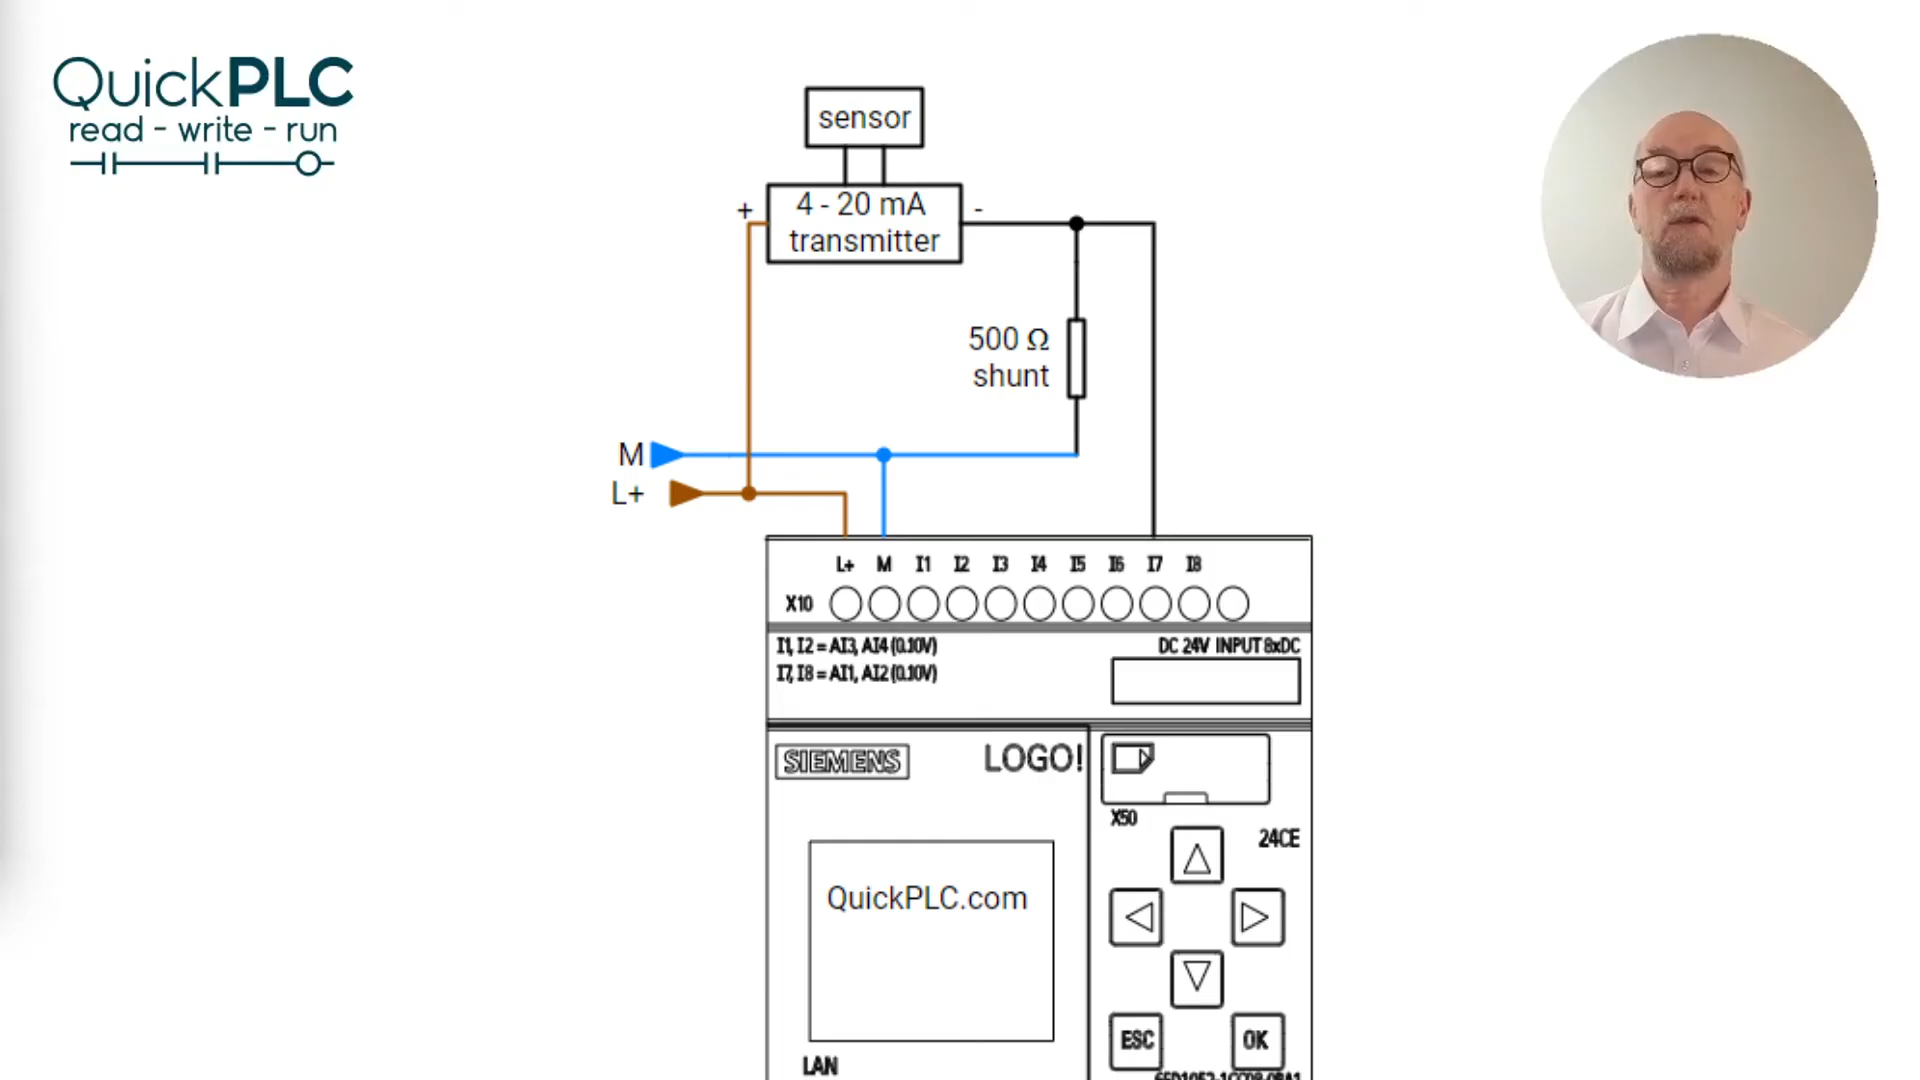 QuickPLC
read - write - run
sensor
+ 4 - 20 mA -
transmitter
500 Ω
shunt
M
L+
L+ M I1 I2 I3 I4 I5 I6 I7 I8
X10
I1, I2 = AI3, AI4 (0..10V)
DC 24V INPUT 8xDC
I7, I8 = AI1, AI2 (0..10V)
SIEMENS
LOGO!
X50
24CE
QuickPLC.com
ESC
OK
LAN